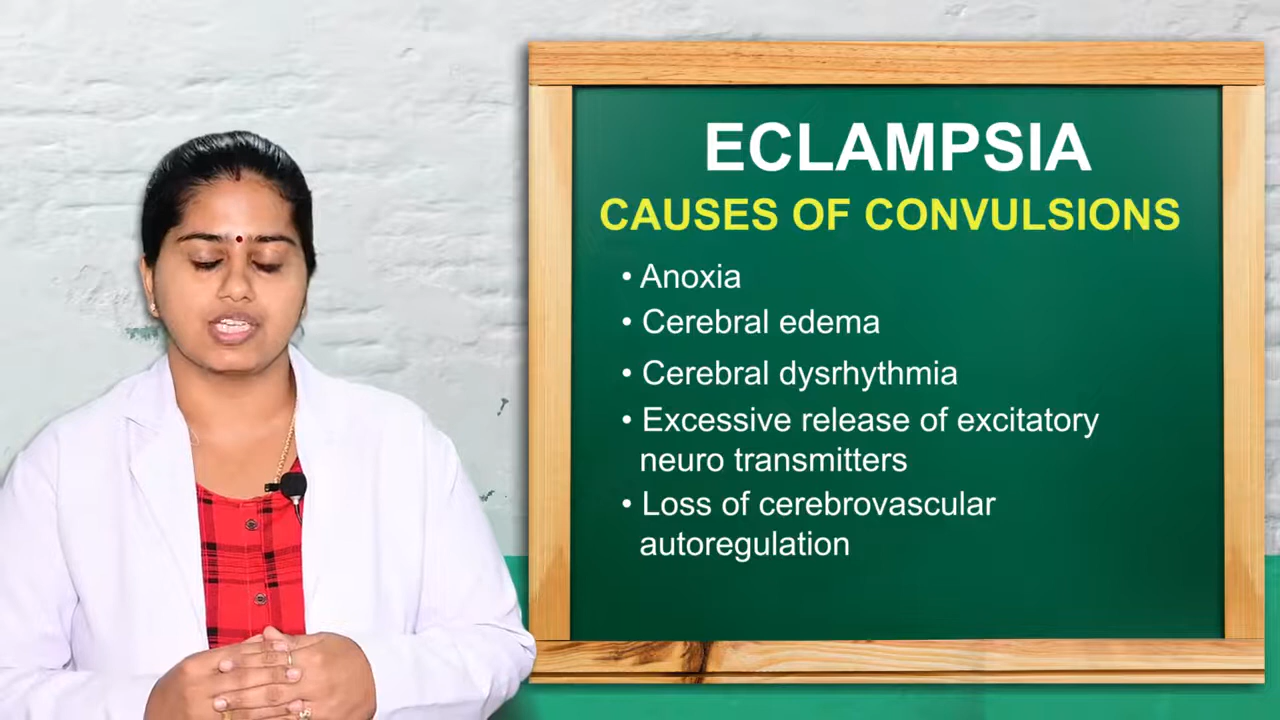 ECLAMPSIA
CAUSES OF CONVULSIONS
• Anoxia
• Cerebral edema
• Cerebral dysrhythmia
• Excessive release of excitatory
neuro transmitters
• Loss of cerebrovascular
autoregulation